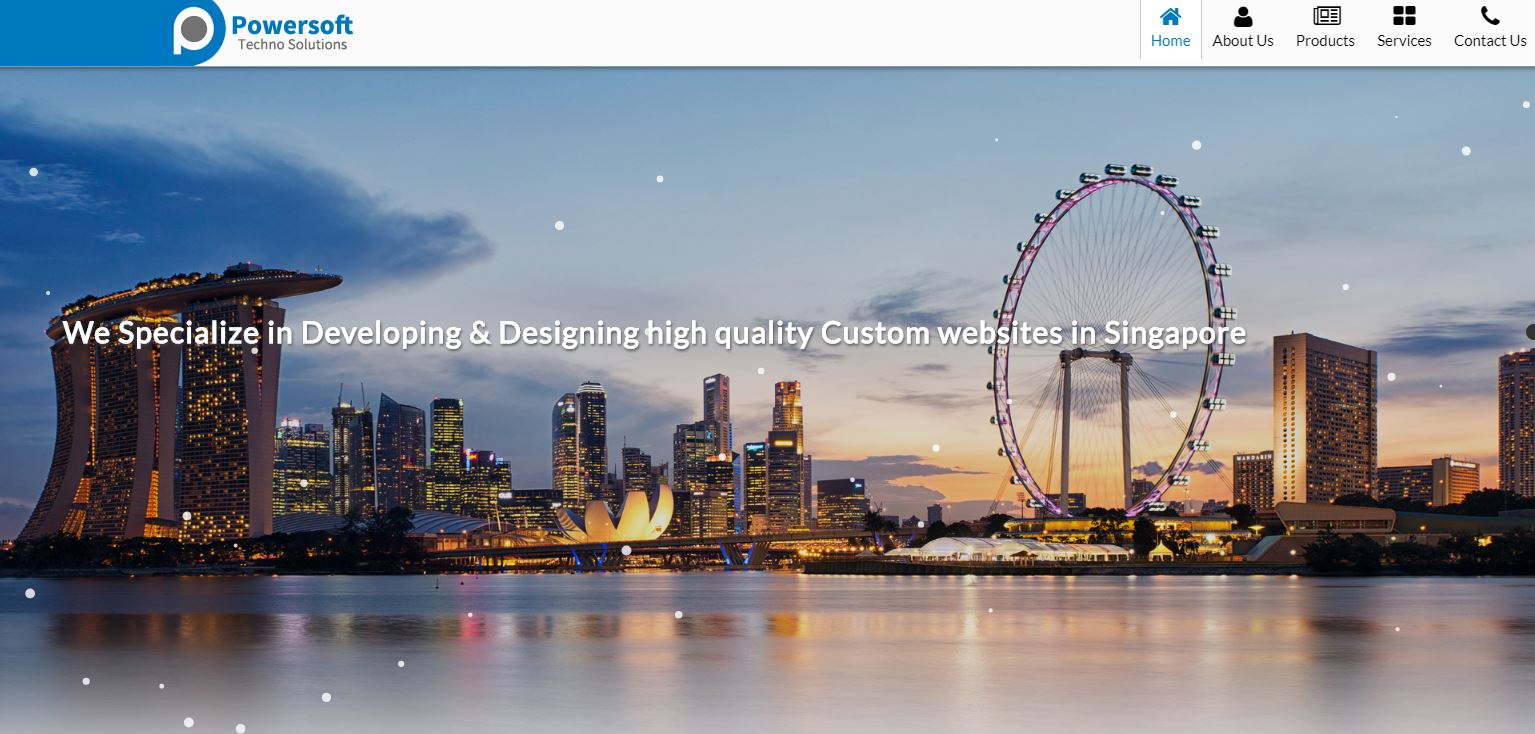 Powersoft
Techno Solutions
Home
About Us
Products
Services
Contact Us
We Specialize in Developing & Designing high quality Custom websites in Singapore
MANDARIN